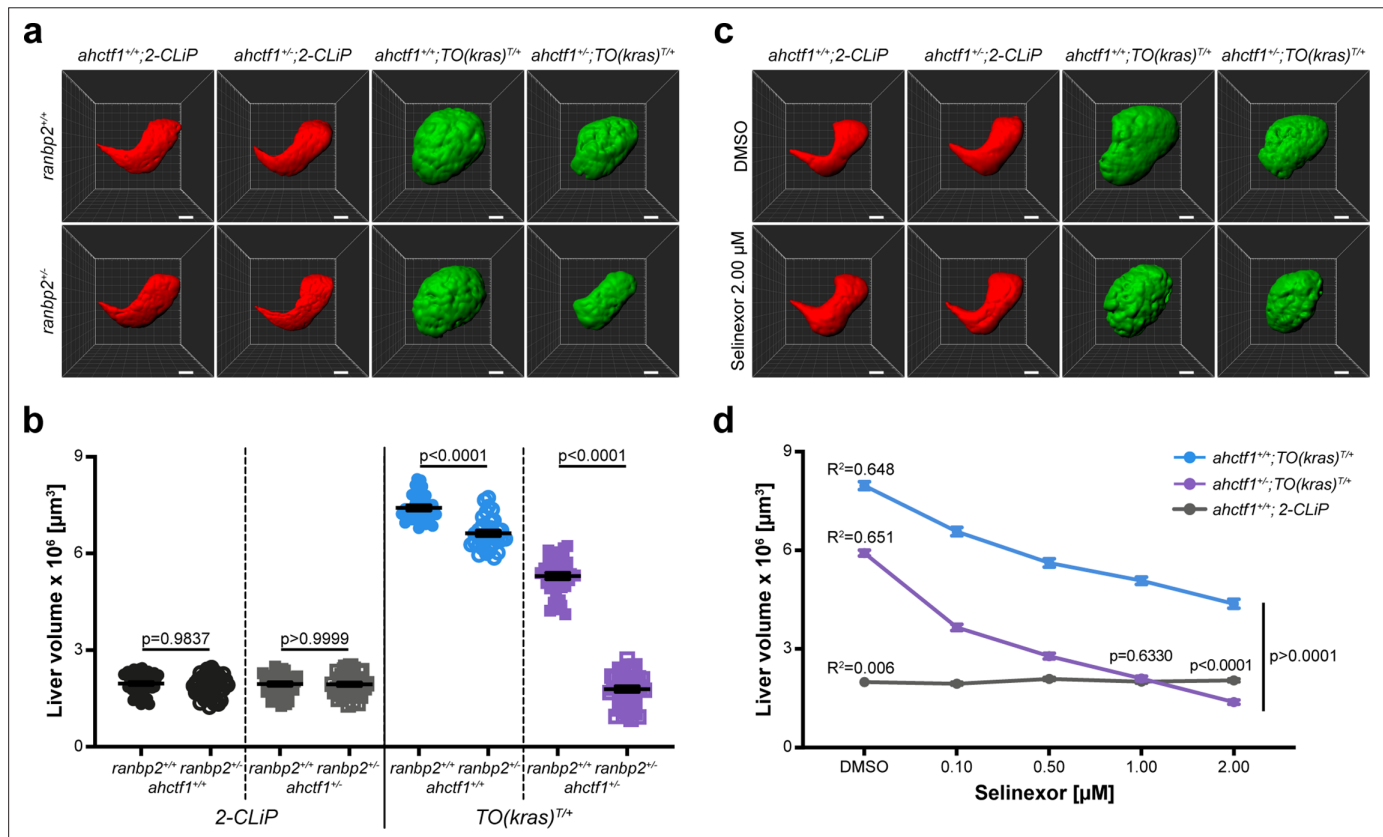 a
ahctf1+/+;2-CLiP ahctf1+/-;2-CLiP ahctf1+/+;TO(kras)T/+ ahctf1+/-;TO(kras)T/+
ranbp2+/+
ranbp2+/-
c
ahctf1+/+;2-CLiP ahctf1+/-;2-CLiP ahctf1+/+;TO(kras)T/+ ahctf1+/-;TO(kras)T/+
DMSO
Selinexor 2.00 µM
b
Liver volume x 10⁶ [µm³]
9
6
3
0
p=0.9837
p>0.9999
p<0.0001
p<0.0001
ranbp2+/+ ranbp2+/- ranbp2+/+ ranbp2+/- ranbp2+/+ ranbp2+/- ranbp2+/+ ranbp2+/-
ahctf1+/+ ahctf1+/- ahctf1+/+ ahctf1+/-
2-CLiP TO(kras)T/+
d
Liver volume x 10⁶ [µm³]
9
6
3
0
R²=0.648
R²=0.651
R²=0.006
ahctf1+/+;TO(kras)T/+
ahctf1+/-;TO(kras)T/+
ahctf1+/+; 2-CLiP
p=0.6330
p<0.0001
p>0.0001
DMSO 0.10 0.50 1.00 2.00
Selinexor [µM]